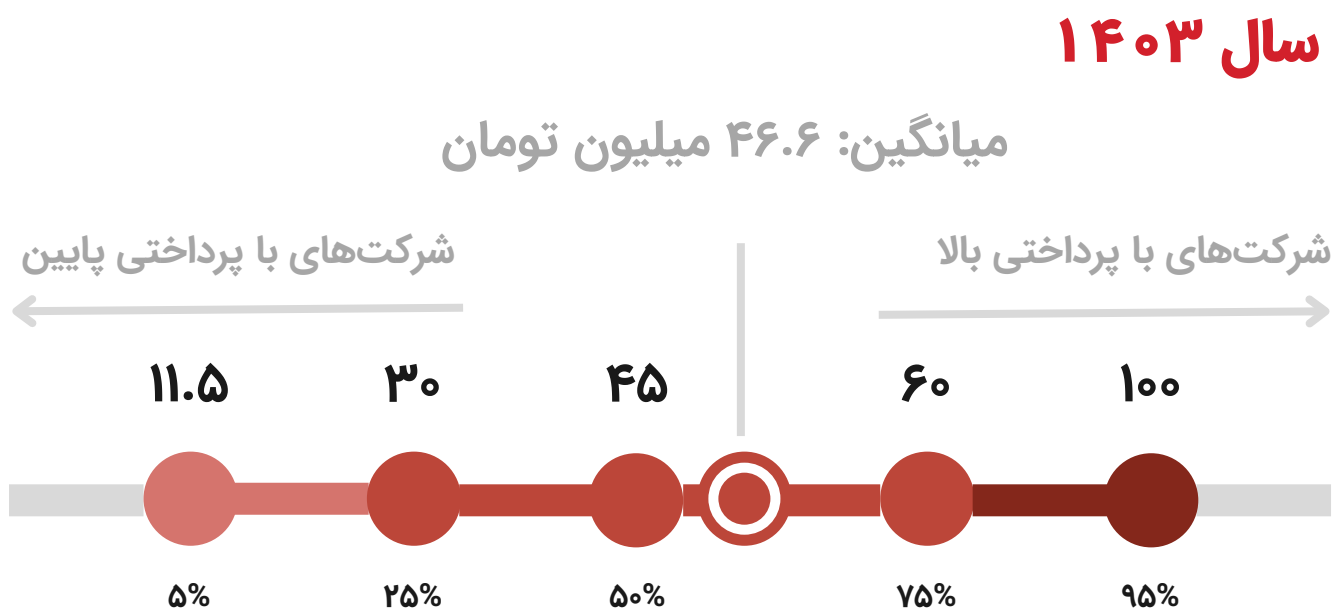 سال ۱۴۰۳
میانگین: ۴۶.۶ میلیون تومان
شرکت‌های با پرداختی بالا
شرکت‌های با پرداختی پایین
۱۱.۵ ۳۰ ۴۵ ۶۰ ۱۰۰
۵% ۲۵% ۵۰% ۷۵% ۹۵%